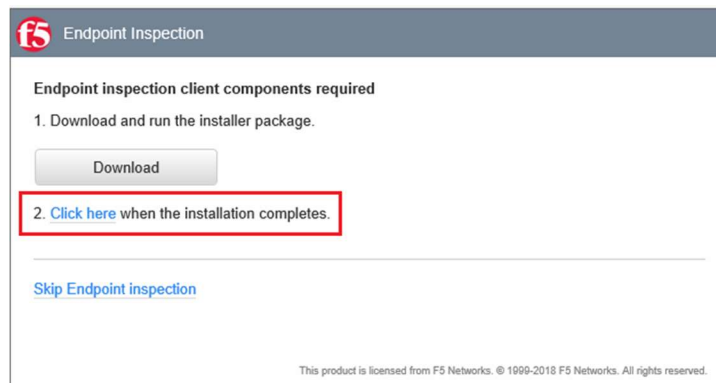 f5 Endpoint Inspection
Endpoint inspection client components required
1. Download and run the installer package.
Download
2. Click here when the installation completes.
Skip Endpoint inspection
This product is licensed from F5 Networks. © 1999-2018 F5 Networks. All rights reserved.